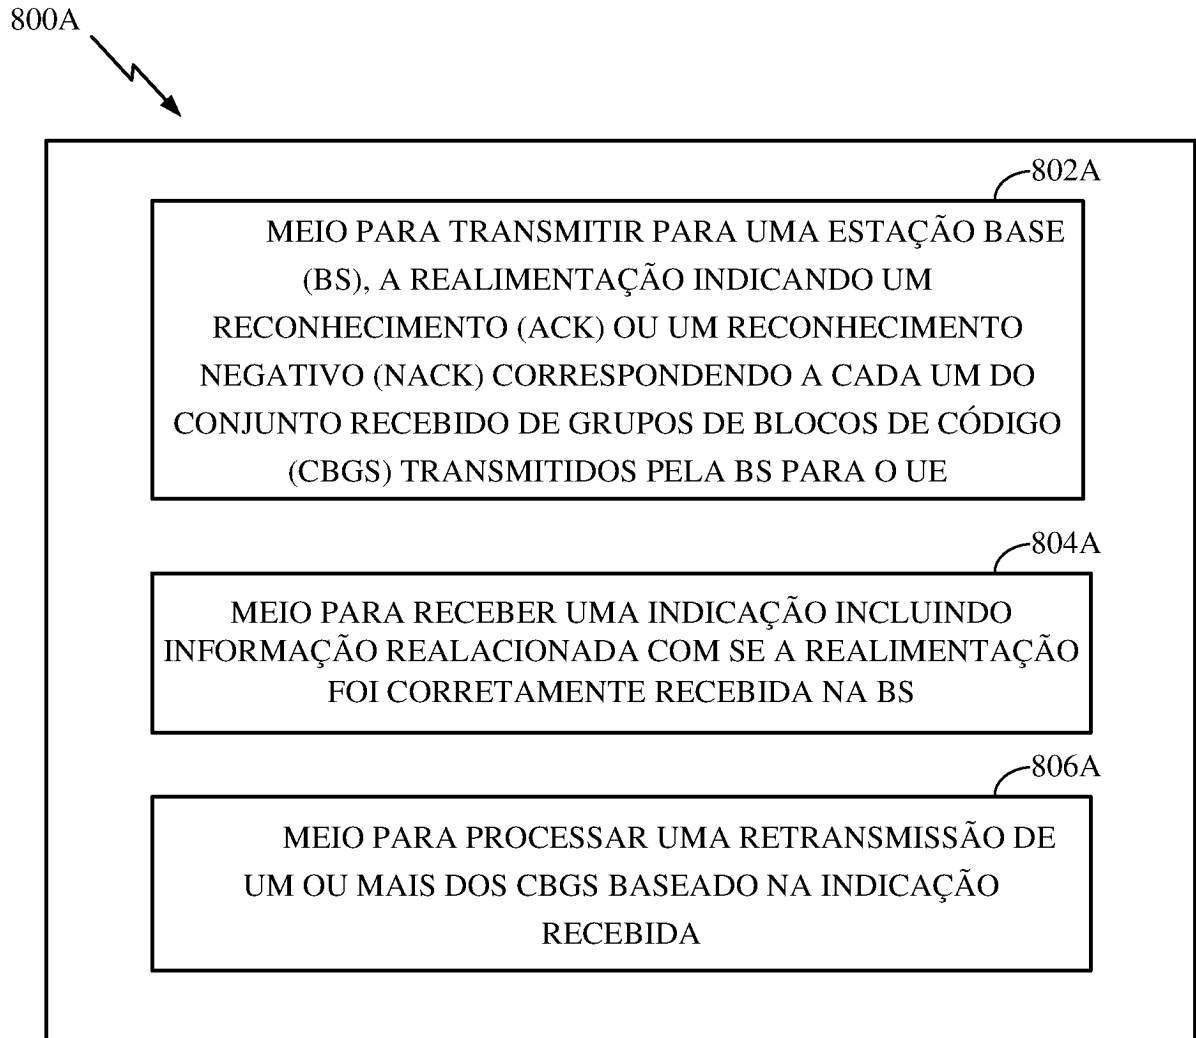 800A
802A
MEIO PARA TRANSMITIR PARA UMA ESTAÇÃO BASE
(BS), A REALIMENTAÇÃO INDICANDO UM
RECONHECIMENTO (ACK) OU UM RECONHECIMENTO
NEGATIVO (NACK) CORRESPONDENDO A CADA UM DO
CONJUNTO RECEBIDO DE GRUPOS DE BLOCOS DE CÓDIGO
(CBGS) TRANSMITIDOS PELA BS PARA O UE
804A
MEIO PARA RECEBER UMA INDICAÇÃO INCLUINDO
INFORMAÇÃO REALACIONADA COM SE A REALIMENTAÇÃO
FOI CORRETAMENTE RECEBIDA NA BS
806A
MEIO PARA PROCESSAR UMA RETRANSMISSÃO DE
UM OU MAIS DOS CBGS BASEADO NA INDICAÇÃO
RECEBIDA